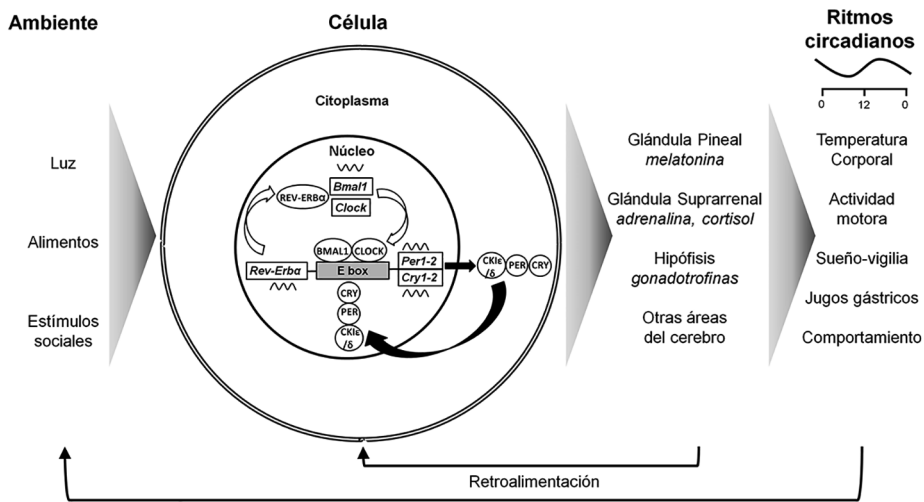 Ambiente
Luz
Alimentos
Estímulos
sociales
Célula
Citoplasma
Núcleo
REV-ERBα
Bmal1
Clock
BMAL1
CLOCK
Rev-Erbα
E box
Per1-2
Cry1-2
CRY
PER
CKIε
/δ
CKIε
/δ
PER
CRY
Glándula Pineal
melatonina
Glándula Suprarrenal
adrenalina, cortisol
Hipófisis
gonadotrofinas
Otras áreas
del cerebro
Ritmos
circadianos
0 12 0
Temperatura
Corporal
Actividad
motora
Sueño-vigilia
Jugos gástricos
Comportamiento
Retroalimentación